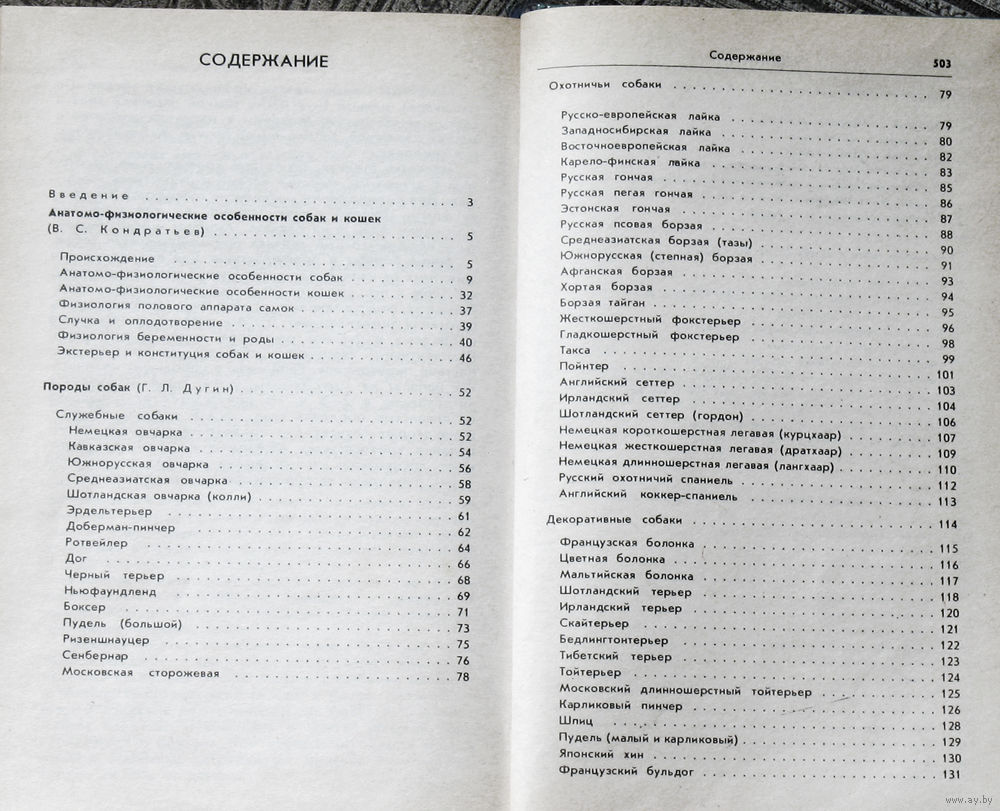 СОДЕРЖАНИЕ
Введение . . . 3
Анатомо-физиологические особенности собак и кошек
(В. С. Кондратьев) . . . 5
Происхождение . . . 5
Анатомо-физиологические особенности собак . . . 9
Анатомо-физиологические особенности кошек . . . 32
Физиология полового аппарата самок . . . 37
Случка и оплодотворение . . . 39
Физиология беременности и роды . . . 40
Экстерьер и конституция собак и кошек . . . 46
Породы собак (Г. Л. Дугин) . . . 52
Служебные собаки . . . 52
Немецкая овчарка . . . 52
Кавказская овчарка . . . 54
Южнорусская овчарка . . . 56
Среднеазиатская овчарка . . . 58
Шотландская овчарка (колли) . . . 59
Эрдельтерьер . . . 61
Доберман-пинчер . . . 62
Ротвейлер . . . 64
Дог . . . 66
Черный терьер . . . 68
Ньюфаундленд . . . 69
Боксер . . . 71
Пудель (большой) . . . 73
Ризеншнауцер . . . 75
Сенбернар . . . 76
Московская сторожевая . . . 78
Содержание 503
Охотничьи собаки . . . 79
Русско-европейская лайка . . . 79
Западносибирская лайка . . . 80
Восточноевропейская лайка . . . 82
Карело-финская лайка . . . 83
Русская гончая . . . 85
Русская пегая гончая . . . 86
Эстонская гончая . . . 87
Русская псовая борзая . . . 88
Среднеазиатская борзая (тазы) . . . 90
Южнорусская (степная) борзая . . . 91
Афганская борзая . . . 93
Хортая борзая . . . 94
Борзая тайган . . . 95
Жесткошерстный фокстерьер . . . 96
Гладкошерстный фокстерьер . . . 98
Такса . . . 99
Пойнтер . . . 101
Английский сеттер . . . 103
Ирландский сеттер . . . 104
Шотландский сеттер (гордон) . . . 106
Немецкая короткошерстная легавая (курцхаар) . . . 107
Немецкая жесткошерстная легавая (дратхаар) . . . 109
Немецкая длинношерстная легавая (лангхаар) . . . 110
Русский охотничий спаниель . . . 112
Английский коккер-спаниель . . . 113
Декоративные собаки . . . 114
Французская болонка . . . 115
Цветная болонка . . . 116
Мальтийская болонка . . . 117
Шотландский терьер . . . 118
Ирландский терьер . . . 120
Скайтерьер . . . 121
Бедлингтонтерьер . . . 122
Тибетский терьер . . . 123
Тойтерьер . . . 124
Московский длинношерстный тойтерьер . . . 125
Карликовый пинчер . . . 126
Шпиц . . . 128
Пудель (малый и карликовый) . . . 129
Японский хин . . . 130
Французский бульдог . . . 131
www.ay.by